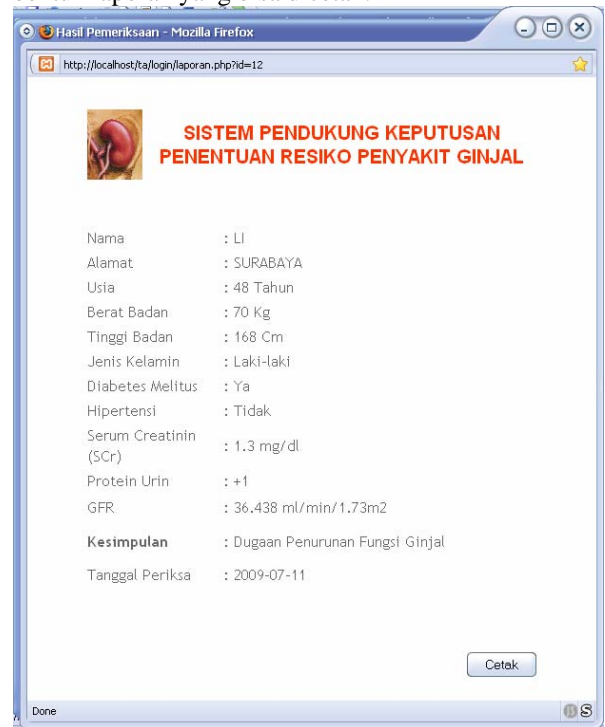 Hasil Pemeriksaan - Mozilla Firefox
http://localhost/ta/login/laporan.php?id=12
SISTEM PENDUKUNG KEPUTUSAN
PENENTUAN RESIKO PENYAKIT GINJAL
Nama : LI
Alamat : SURABAYA
Usia : 48 Tahun
Berat Badan : 70 Kg
Tinggi Badan : 168 Cm
Jenis Kelamin : Laki-laki
Diabetes Melitus : Ya
Hipertensi : Tidak
Serum Creatinin
(SCr) : 1.3 mg/dl
Protein Urin : +1
GFR : 36.438 ml/min/1.73m2
Kesimpulan : Dugaan Penurunan Fungsi Ginjal
Tanggal Periksa : 2009-07-11
Cetak
Done